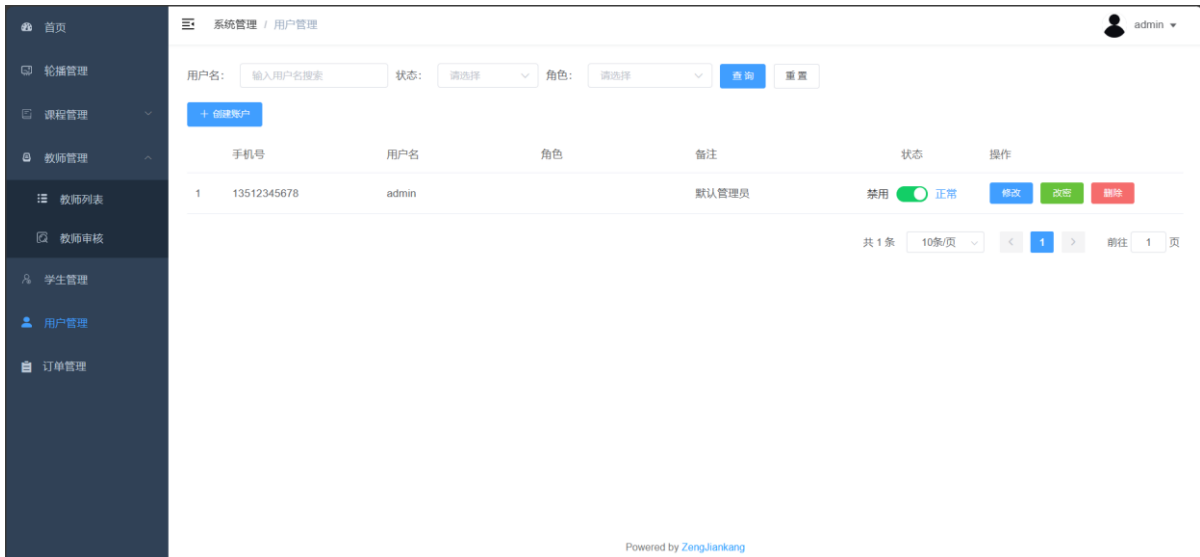 首页
轮播管理
课程管理
教师管理
教师列表
教师审核
学生管理
用户管理
订单管理
系统管理 / 用户管理
admin
用户名: 输入用户名搜索 状态: 请选择 角色: 请选择 查询 重置
+ 创建账户
手机号 用户名 角色 备注 状态 操作
1 13512345678 admin 默认管理员 禁用 正常 修改 改密 删除
共 1 条 10条/页 < 1 > 前往 1 页
Powered by ZengJiankang